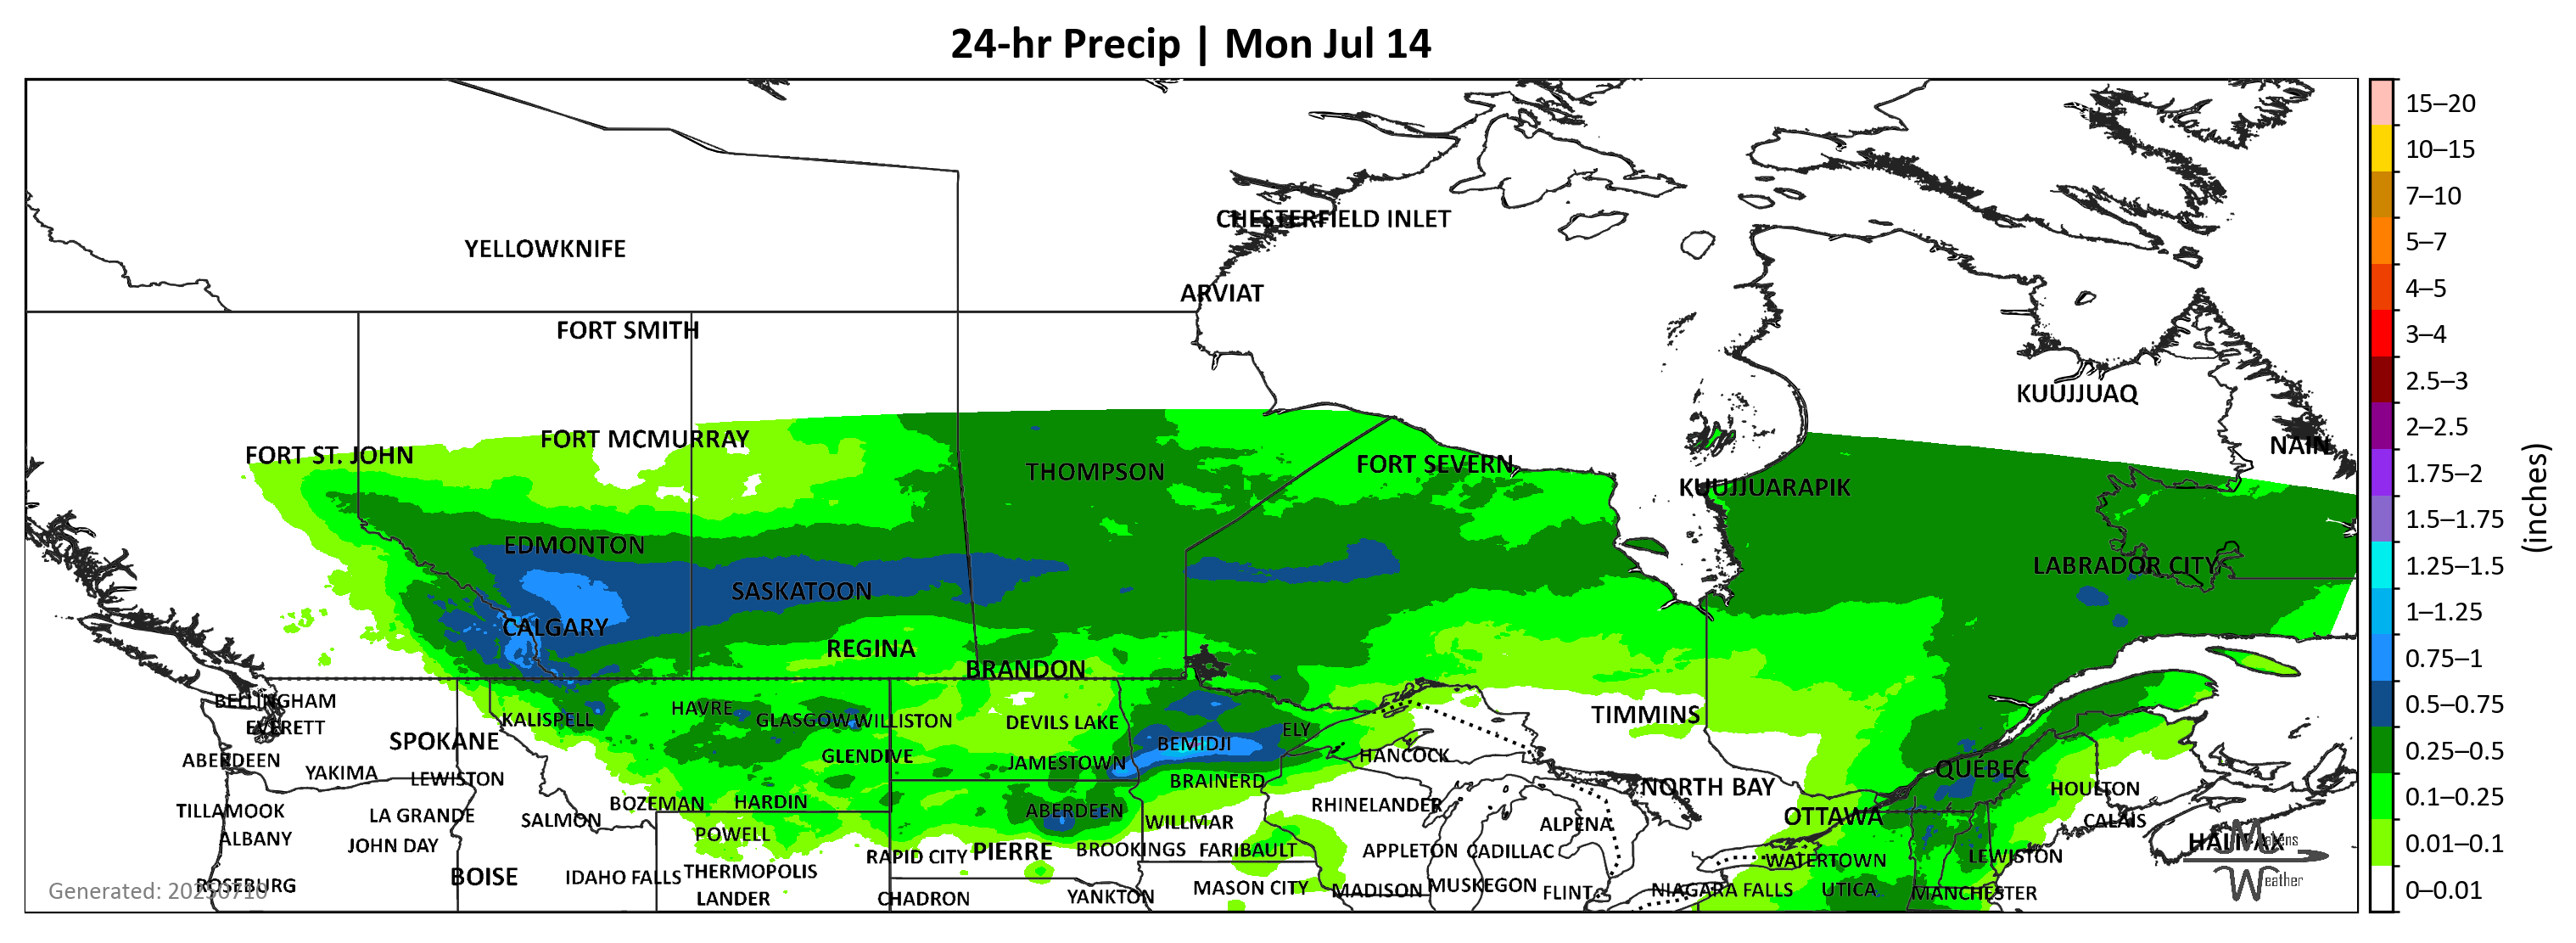 24-hr Precip | Mon Jul 14
15–20
10–15
7–10
5–7
4–5
3–4
2.5–3
2–2.5
1.75–2
1.5–1.75
1.25–1.5
1–1.25
0.75–1
0.5–0.75
0.25–0.5
0.1–0.25
0.01–0.1
0–0.01
(inches)
CHESTERFIELD INLET
YELLOWKNIFE
ARVIAT
FORT SMITH
KUUJJUAQ
FORT MCMURRAY
NAIN
FORT ST. JOHN
FORT SEVERN
THOMPSON
KUUJJUARAPIK
EDMONTON
LABRADOR CITY
SASKATOON
CALGARY
REGINA
BRANDON
BELLINGHAM
HAVRE
KALISPELL
GLASGOW
WILLISTON
DEVILS LAKE
TIMMINS
EVERETT
ELY
SPOKANE
BEMIDJI
GLENDIVE
HANCOCK
ABERDEEN
JAMESTOWN
QUÉBEC
YAKIMA
LEWISTON
BRAINERD
NORTH BAY
HOULTON
BOZEMAN
HARDIN
RHINELANDER
TILLAMOOK
LA GRANDE
SALMON
ABERDEEN
WILLMAR
ALPENA
OTTAWA
CALAIS
ALBANY
JOHN DAY
POWELL
HALIFAX
RAPID CITY
PIERRE
BROOKINGS
FARIBAULT
APPLETON
CADILLAC
WATERTOWN
LEWISTON
BOISE
IDAHO FALLS
THERMOPOLIS
ROSEBURG
MASON CITY
MADISON
MUSKEGON
FLINT
NIAGARA FALLS
UTICA
MANCHESTER
LANDER
CHADRON
YANKTON
Generated: 20250710
Matens
Weather